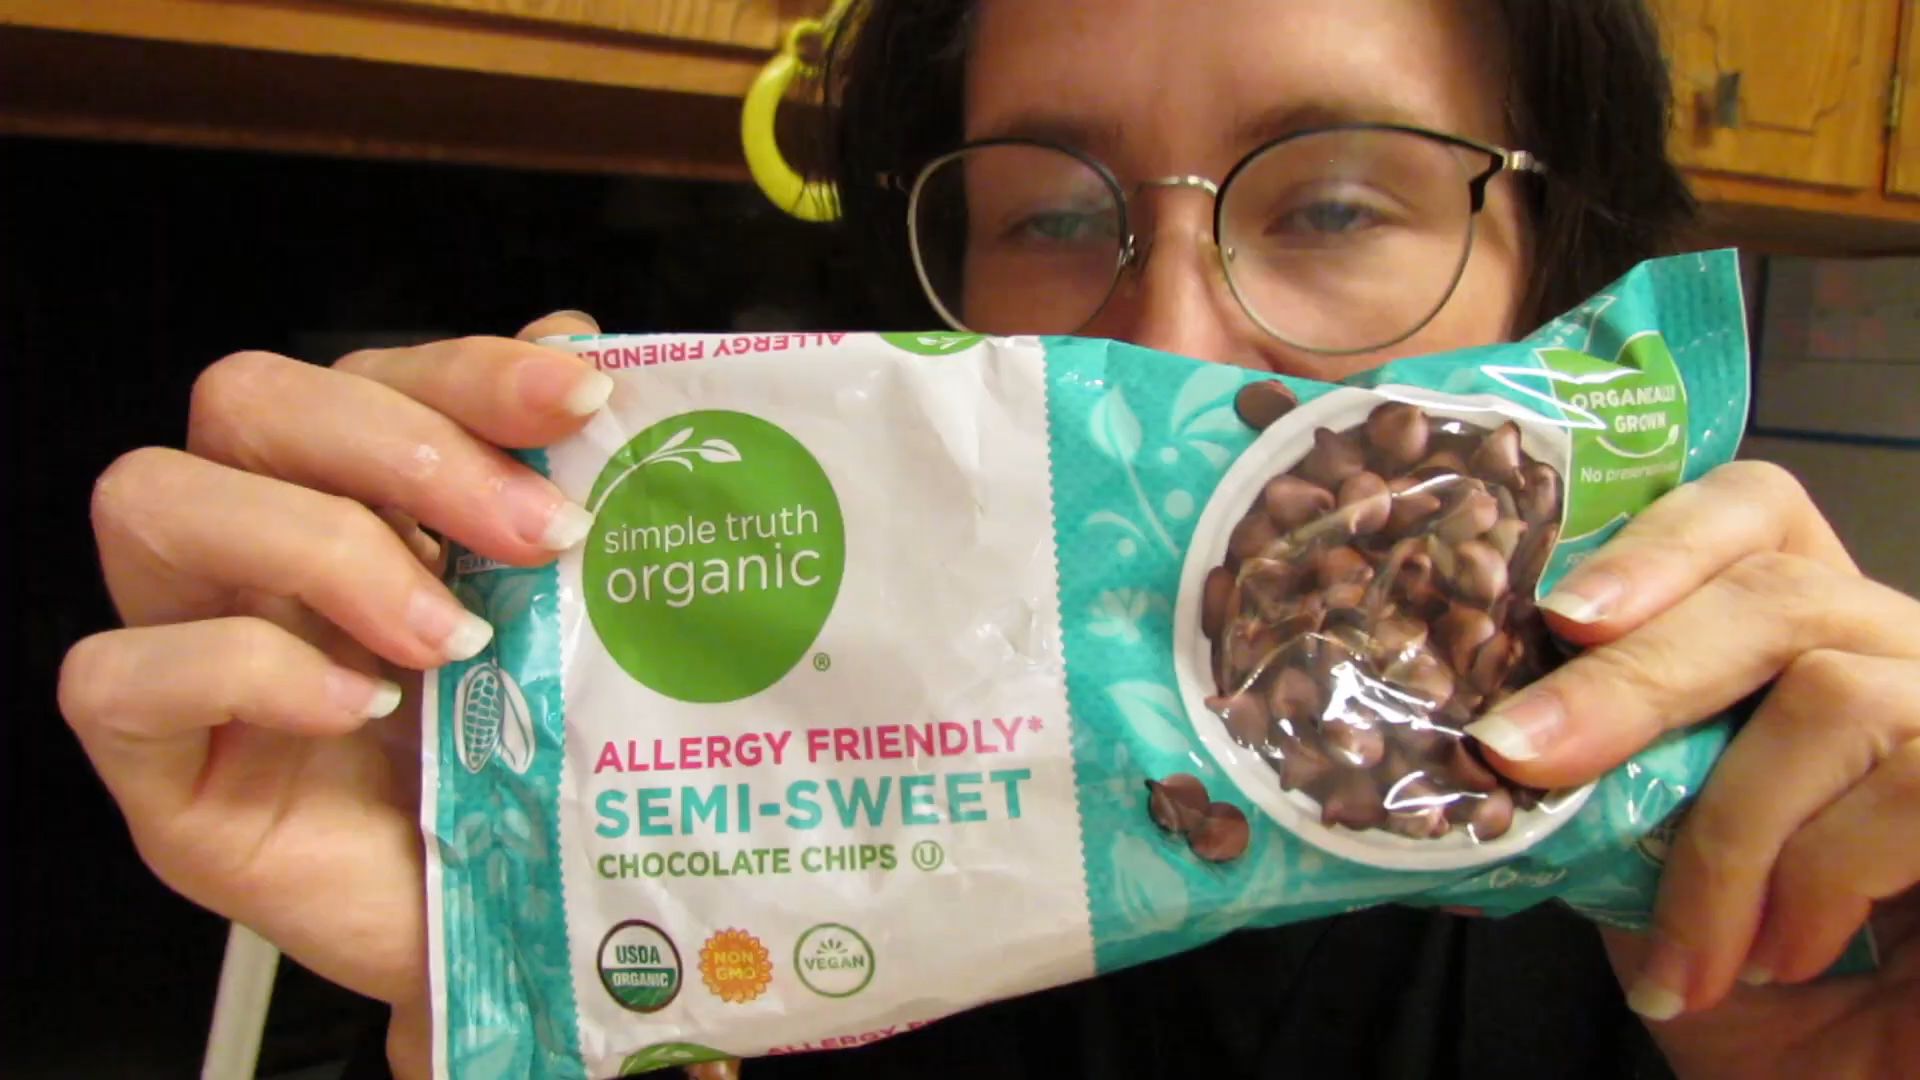 ALLERGY FRIENDLY
simple truth
organic
®
ALLERGY FRIENDLY*
SEMI-SWEET
CHOCOLATE CHIPS U
USDA
ORGANIC
NON
GMO
VEGAN
ORGANICALLY
GROWN
No
ALLERGY